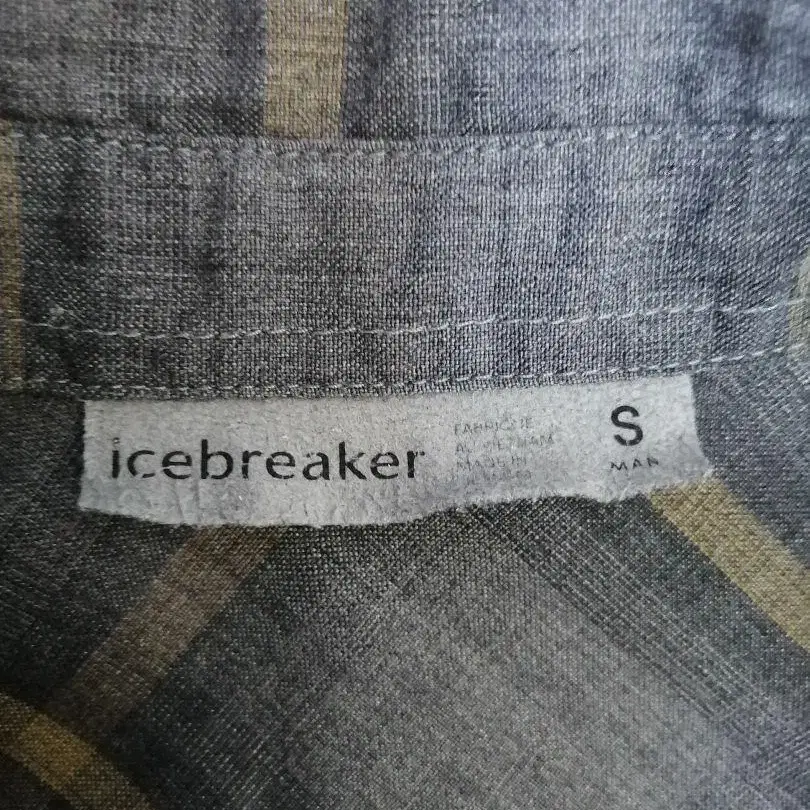 icebreaker
FABRIQUE
AU VIETNAM
MADE IN
S
MAN